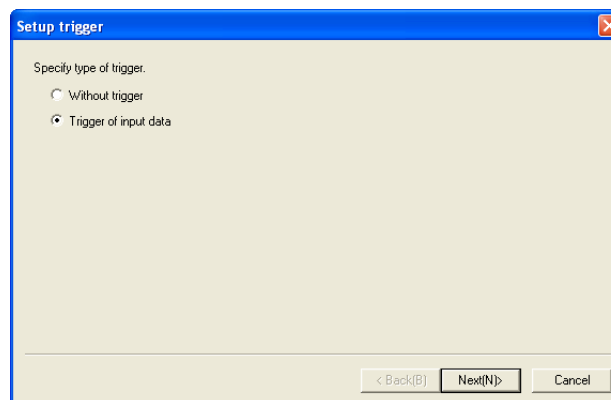 Setup trigger
Specify type of trigger.
Without trigger
Trigger of input data
< Back(B)
Next(N)>
Cancel